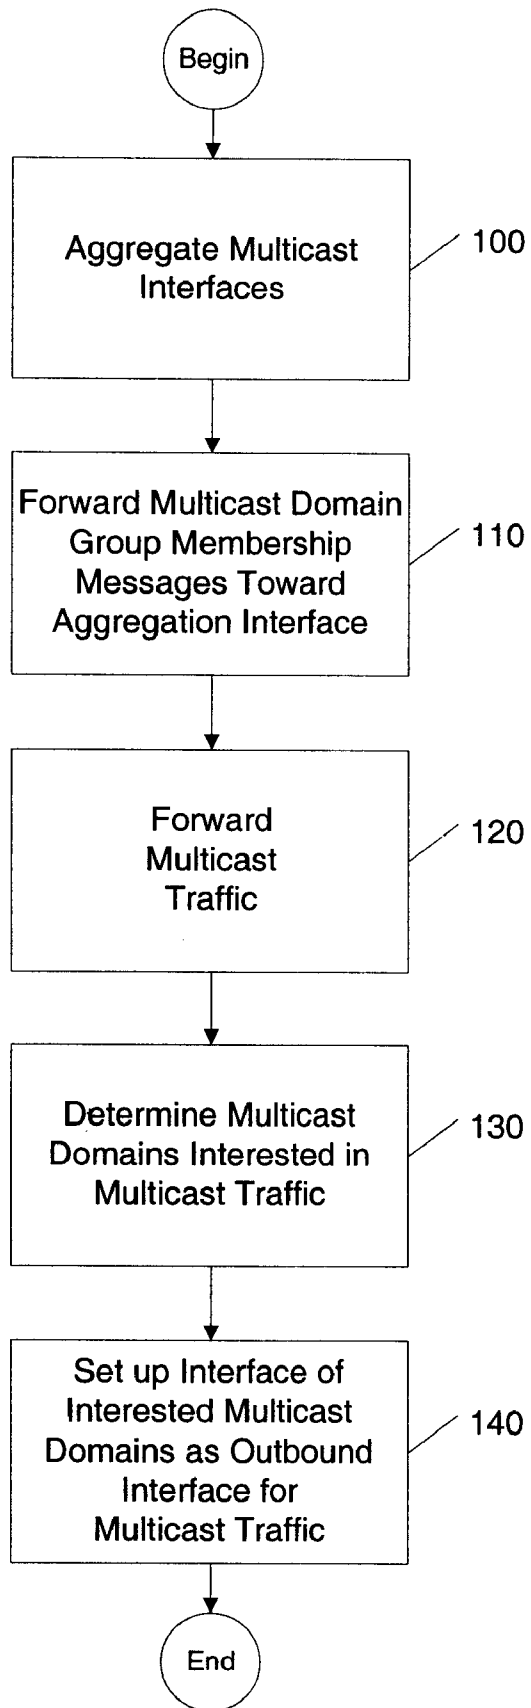 Begin
Aggregate Multicast
Interfaces
100
Forward Multicast Domain
Group Membership
Messages Toward
Aggregation Interface
110
Forward
Multicast
Traffic
120
Determine Multicast
Domains Interested in
Multicast Traffic
130
Set up Interface of
Interested Multicast
Domains as Outbound
Interface for
Multicast Traffic
140
End